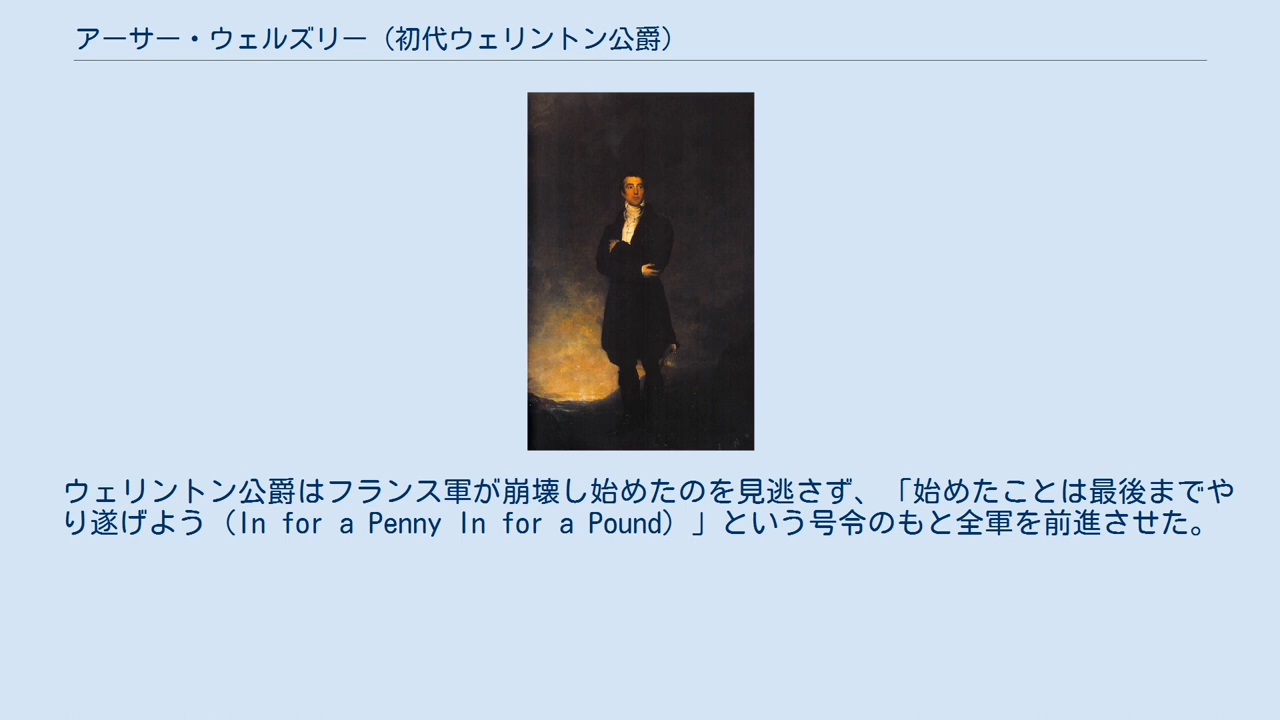 アーサー・ウェルズリー（初代ウェリントン公爵）
ウェリントン公爵はフランス軍が崩壊し始めたのを見逃さず、「始めたことは最後までや
り遂げよう（In for a Penny In for a Pound）」という号令のもと全軍を前進させた。